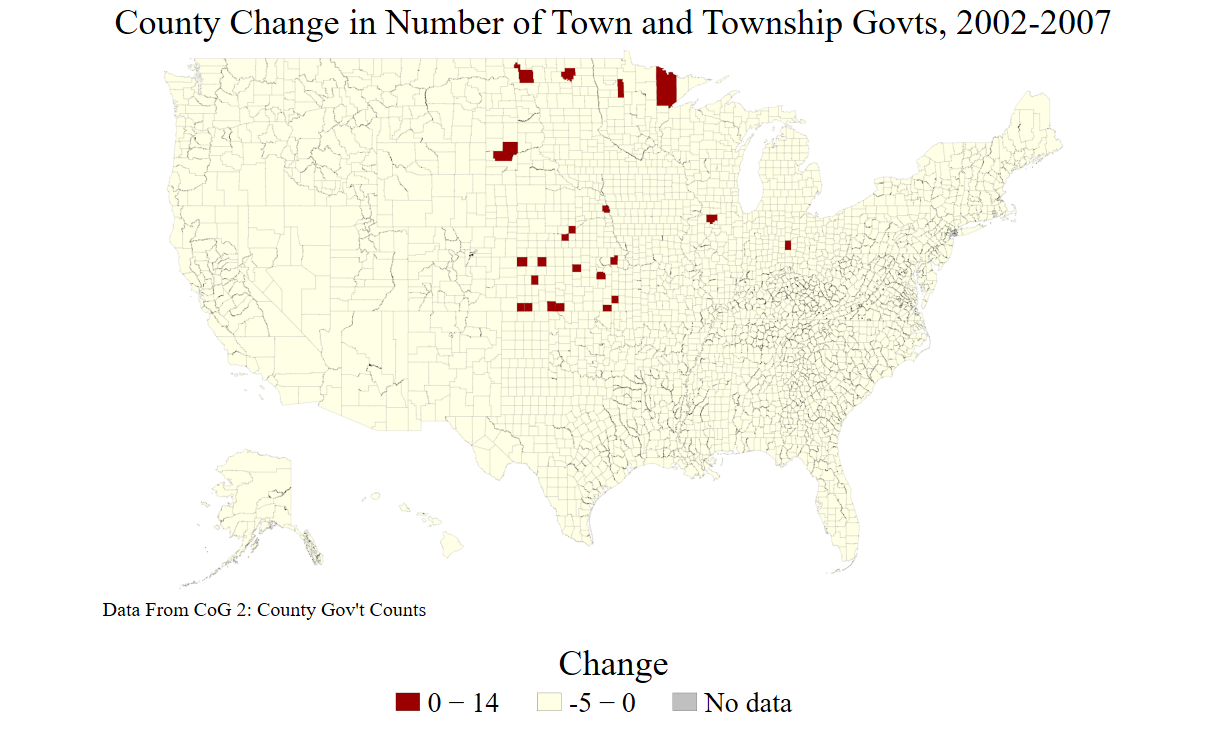 County Change in Number of Town and Township Govts, 2002-2007
Data From CoG 2: County Gov't Counts
Change
0 − 14 -5 − 0 No data